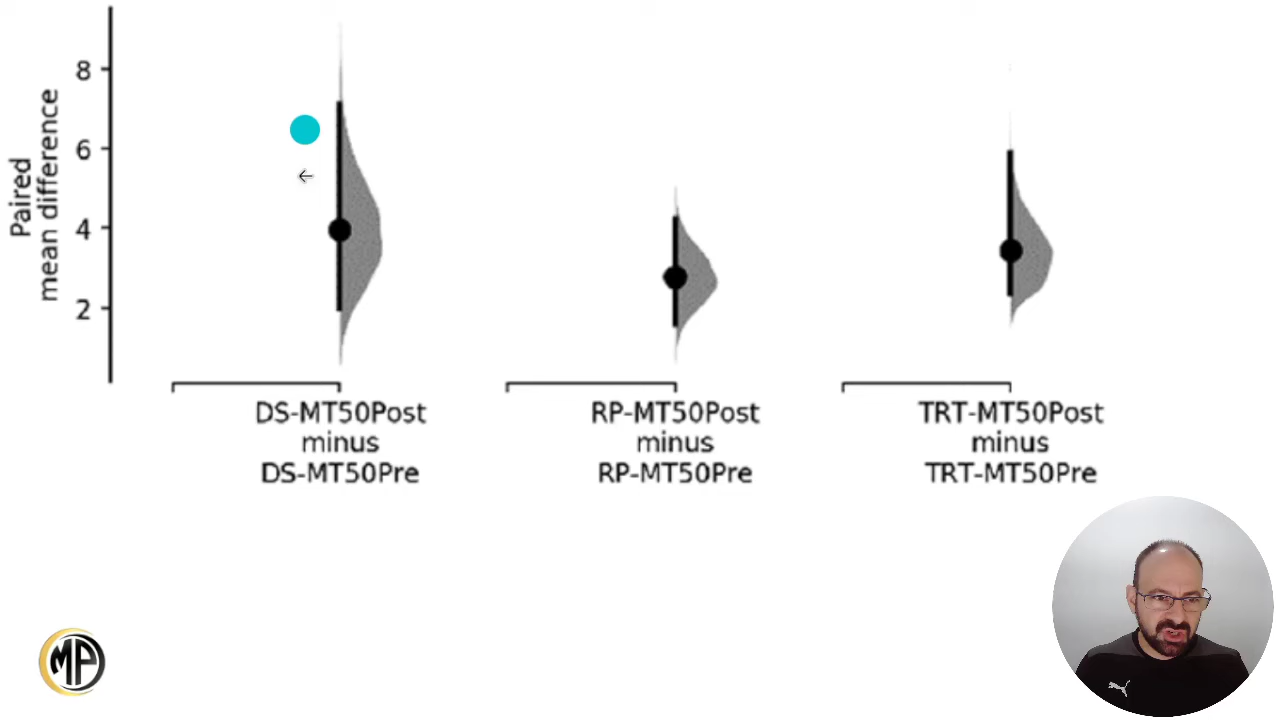 Paired
mean difference
8
6
4
2
DS-MT50Post
minus
DS-MT50Pre
RP-MT50Post
minus
RP-MT50Pre
TRT-MT50Post
minus
TRT-MT50Pre
MP